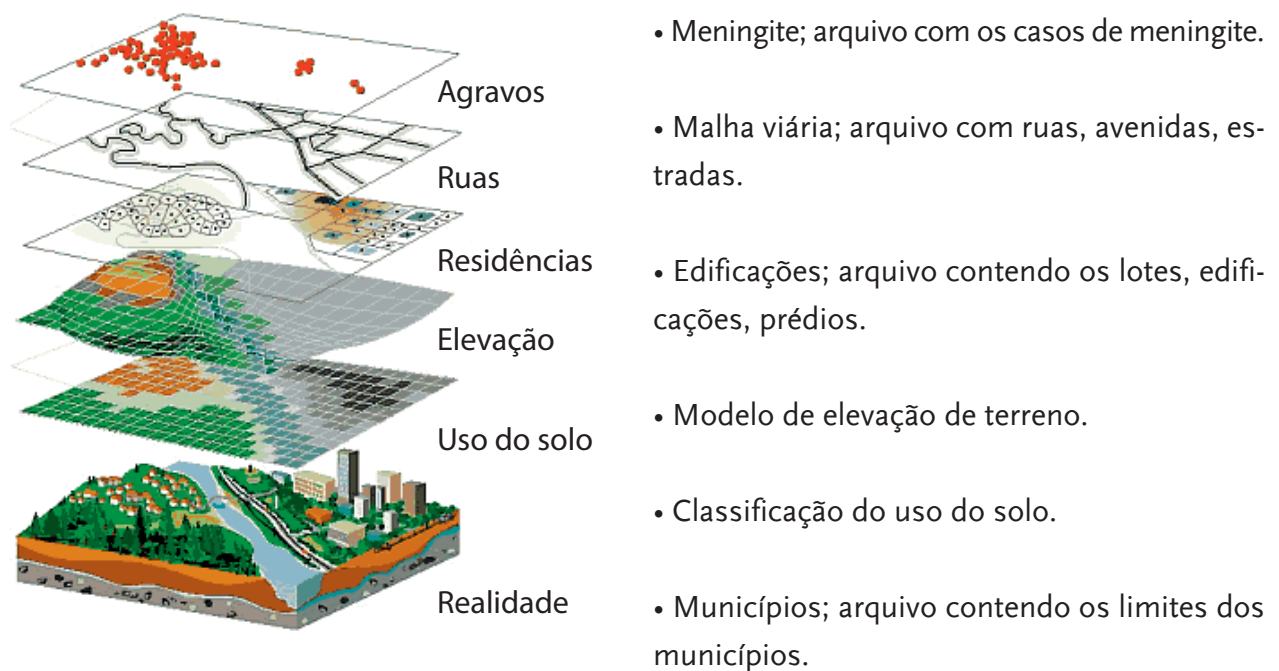 Agravos
Ruas
Residências
Elevação
Uso do solo
Realidade
• Meningite; arquivo com os casos de meningite.
• Malha viária; arquivo com ruas, avenidas, es-
tradas.
• Edificações; arquivo contendo os lotes, edifi-
cações, prédios.
• Modelo de elevação de terreno.
• Classificação do uso do solo.
• Municípios; arquivo contendo os limites dos
municípios.